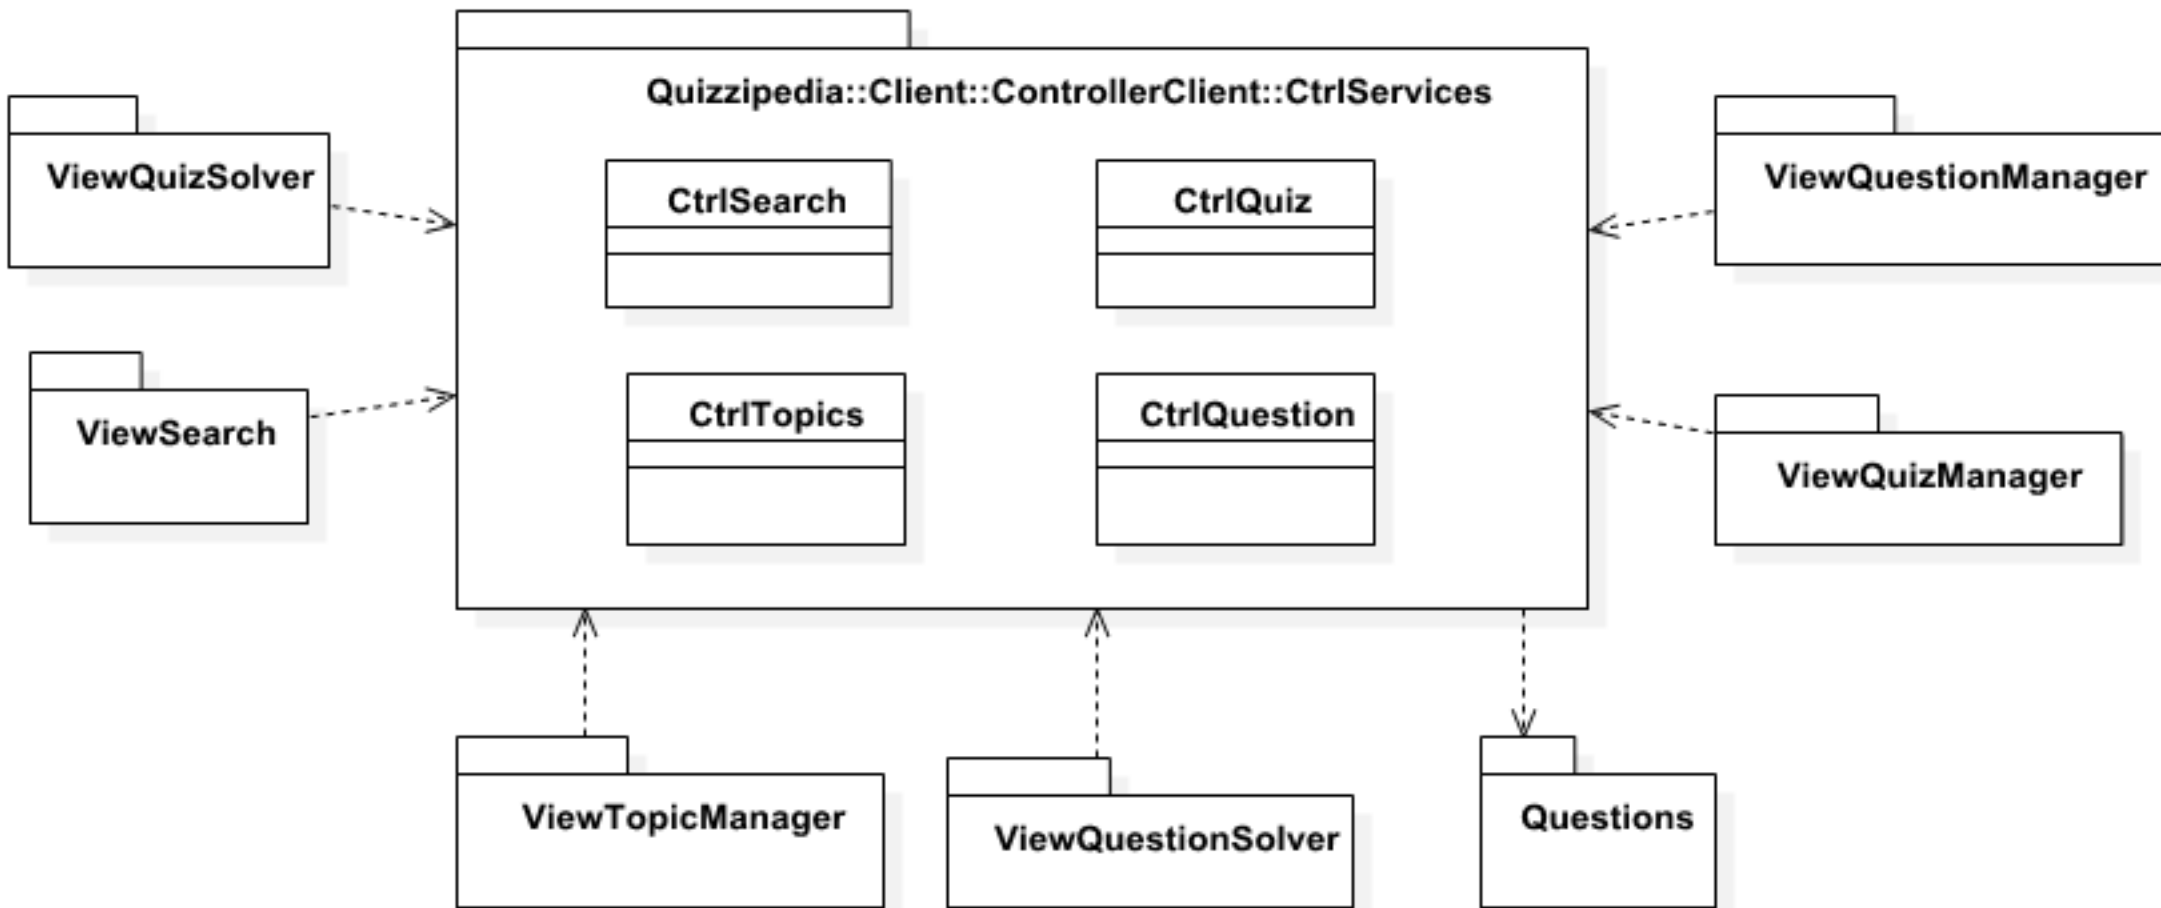 Quizzipedia::Client::ControllerClient::CtrlServices
ViewQuizSolver
CtrlSearch
CtrlQuiz
ViewQuestionManager
ViewSearch
CtrlTopics
CtrlQuestion
ViewQuizManager
ViewTopicManager
ViewQuestionSolver
Questions